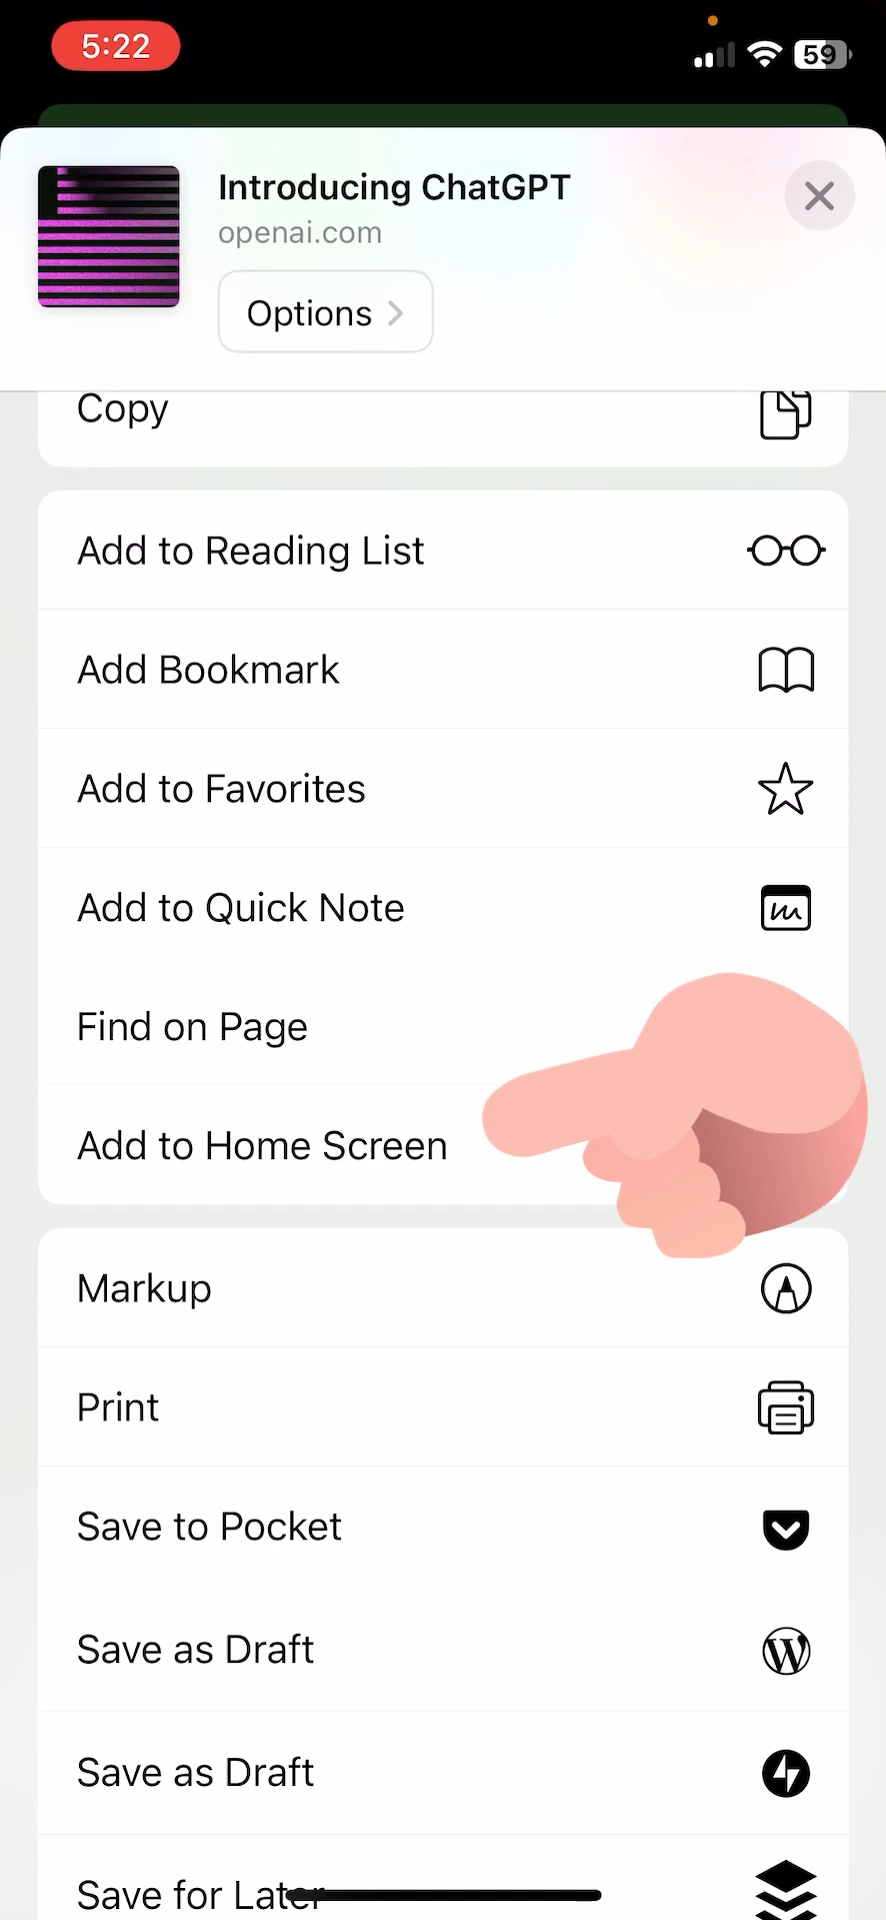 5:22
59
Introducing ChatGPT
openai.com
Options
Copy
Add to Reading List
Add Bookmark
Add to Favorites
Add to Quick Note
Find on Page
Add to Home Screen
Markup
Print
Save to Pocket
Save as Draft
Save as Draft
Save for Later